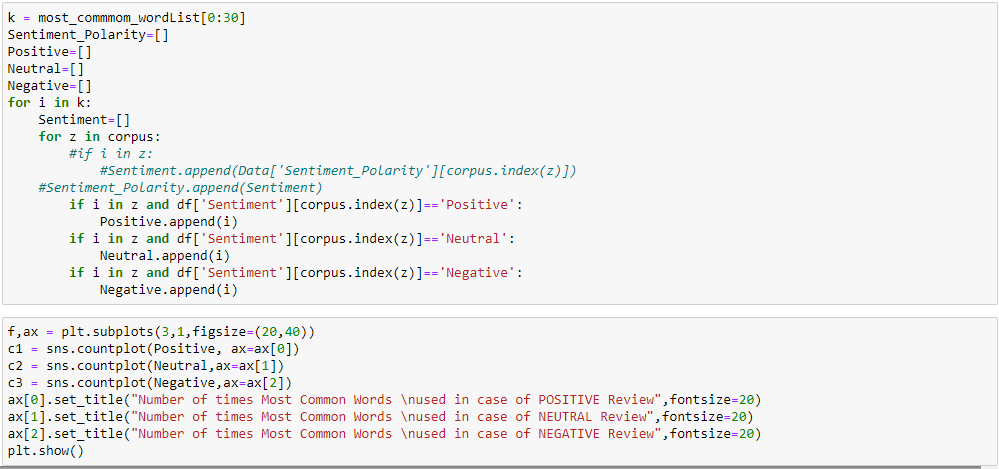 k = most_commmom_wordList[0:30]
Sentiment_Polarity=[]
Positive=[]
Neutral=[]
Negative=[]
for i in k:
    Sentiment=[]
    for z in corpus:
        #if i in z:
            #Sentiment.append(Data['Sentiment_Polarity'][corpus.index(z)])
    #Sentiment_Polarity.append(Sentiment)
        if i in z and df['Sentiment'][corpus.index(z)]=='Positive':
            Positive.append(i)
        if i in z and df['Sentiment'][corpus.index(z)]=='Neutral':
            Neutral.append(i)
        if i in z and df['Sentiment'][corpus.index(z)]=='Negative':
            Negative.append(i)
f,ax = plt.subplots(3,1,figsize=(20,40))
c1 = sns.countplot(Positive, ax=ax[0])
c2 = sns.countplot(Neutral,ax=ax[1])
c3 = sns.countplot(Negative,ax=ax[2])
ax[0].set_title("Number of times Most Common Words \nused in case of POSITIVE Review",fontsize=20)
ax[1].set_title("Number of times Most Common Words \nused in case of NEUTRAL Review",fontsize=20)
ax[2].set_title("Number of times Most Common Words \nused in case of NEGATIVE Review",fontsize=20)
plt.show()